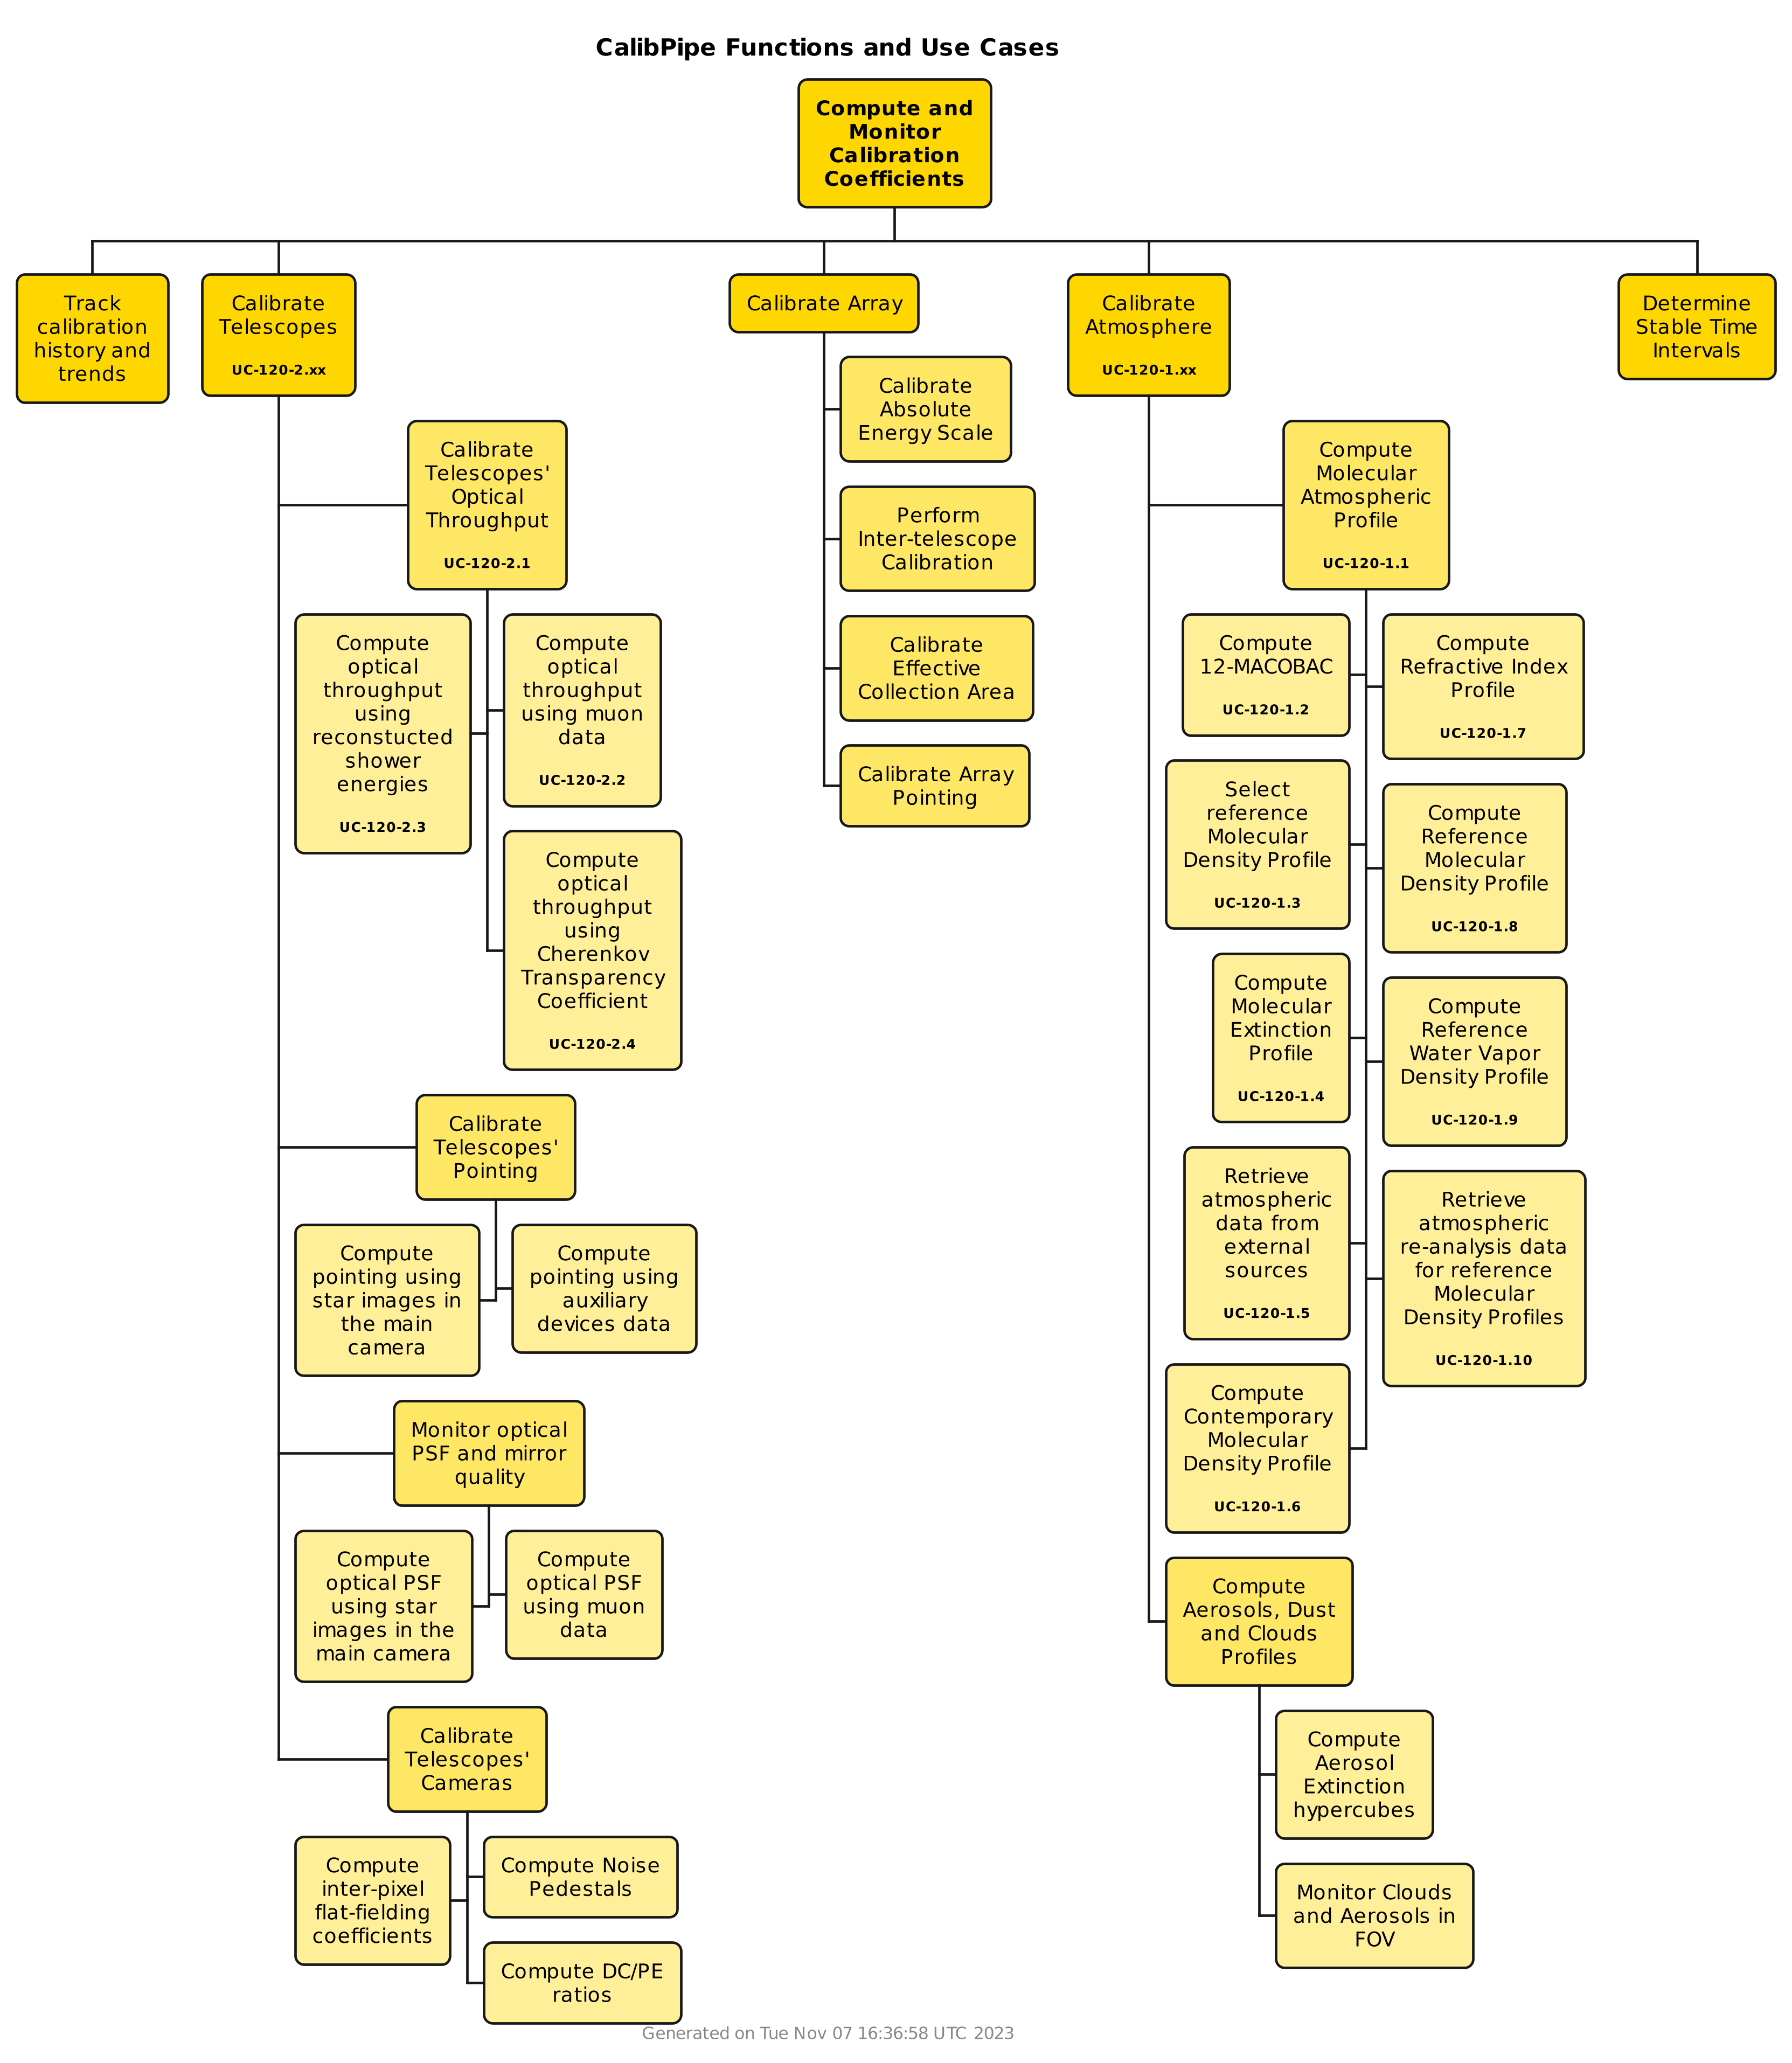 CalibPipe Functions and Use Cases
Compute and
Monitor
Calibration
Coefficients
Track
calibration
history and
trends
Calibrate
Telescopes
UC-120-2.xx
Calibrate
Telescopes'
Optical
Throughput
UC-120-2.1
Compute
optical
throughput
using
reconstucted
shower
energies
UC-120-2.3
Compute
optical
throughput
using muon
data
UC-120-2.2
Compute
optical
throughput
using
Cherenkov
Transparency
Coefficient
UC-120-2.4
Calibrate
Telescopes'
Pointing
Compute
pointing using
star images in
the main
camera
Compute
pointing using
auxiliary
devices data
Monitor optical
PSF and mirror
quality
Compute
optical PSF
using star
images in the
main camera
Compute
optical PSF
using muon
data
Calibrate
Telescopes'
Cameras
Compute
inter-pixel
flat-fielding
coefficients
Compute Noise
Pedestals
Compute DC/PE
ratios
Calibrate Array
Calibrate
Absolute
Energy Scale
Perform
Inter-telescope
Calibration
Calibrate
Effective
Collection Area
Calibrate Array
Pointing
Calibrate
Atmosphere
UC-120-1.xx
Compute
Molecular
Atmospheric
Profile
UC-120-1.1
Compute
12-MACOBAC
UC-120-1.2
Select
reference
Molecular
Density Profile
UC-120-1.3
Compute
Molecular
Extinction
Profile
UC-120-1.4
Retrieve
atmospheric
data from
external
sources
UC-120-1.5
Compute
Contemporary
Molecular
Density Profile
UC-120-1.6
Compute
Refractive Index
Profile
UC-120-1.7
Compute
Reference
Molecular
Density Profile
UC-120-1.8
Compute
Reference
Water Vapor
Density Profile
UC-120-1.9
Retrieve
atmospheric
re-analysis data
for reference
Molecular
Density Profiles
UC-120-1.10
Compute
Aerosols, Dust
and Clouds
Profiles
Compute
Aerosol
Extinction
hypercubes
Monitor Clouds
and Aerosols in
FOV
Determine
Stable Time
Intervals
Generated on Tue Nov 07 16:36:58 UTC 2023